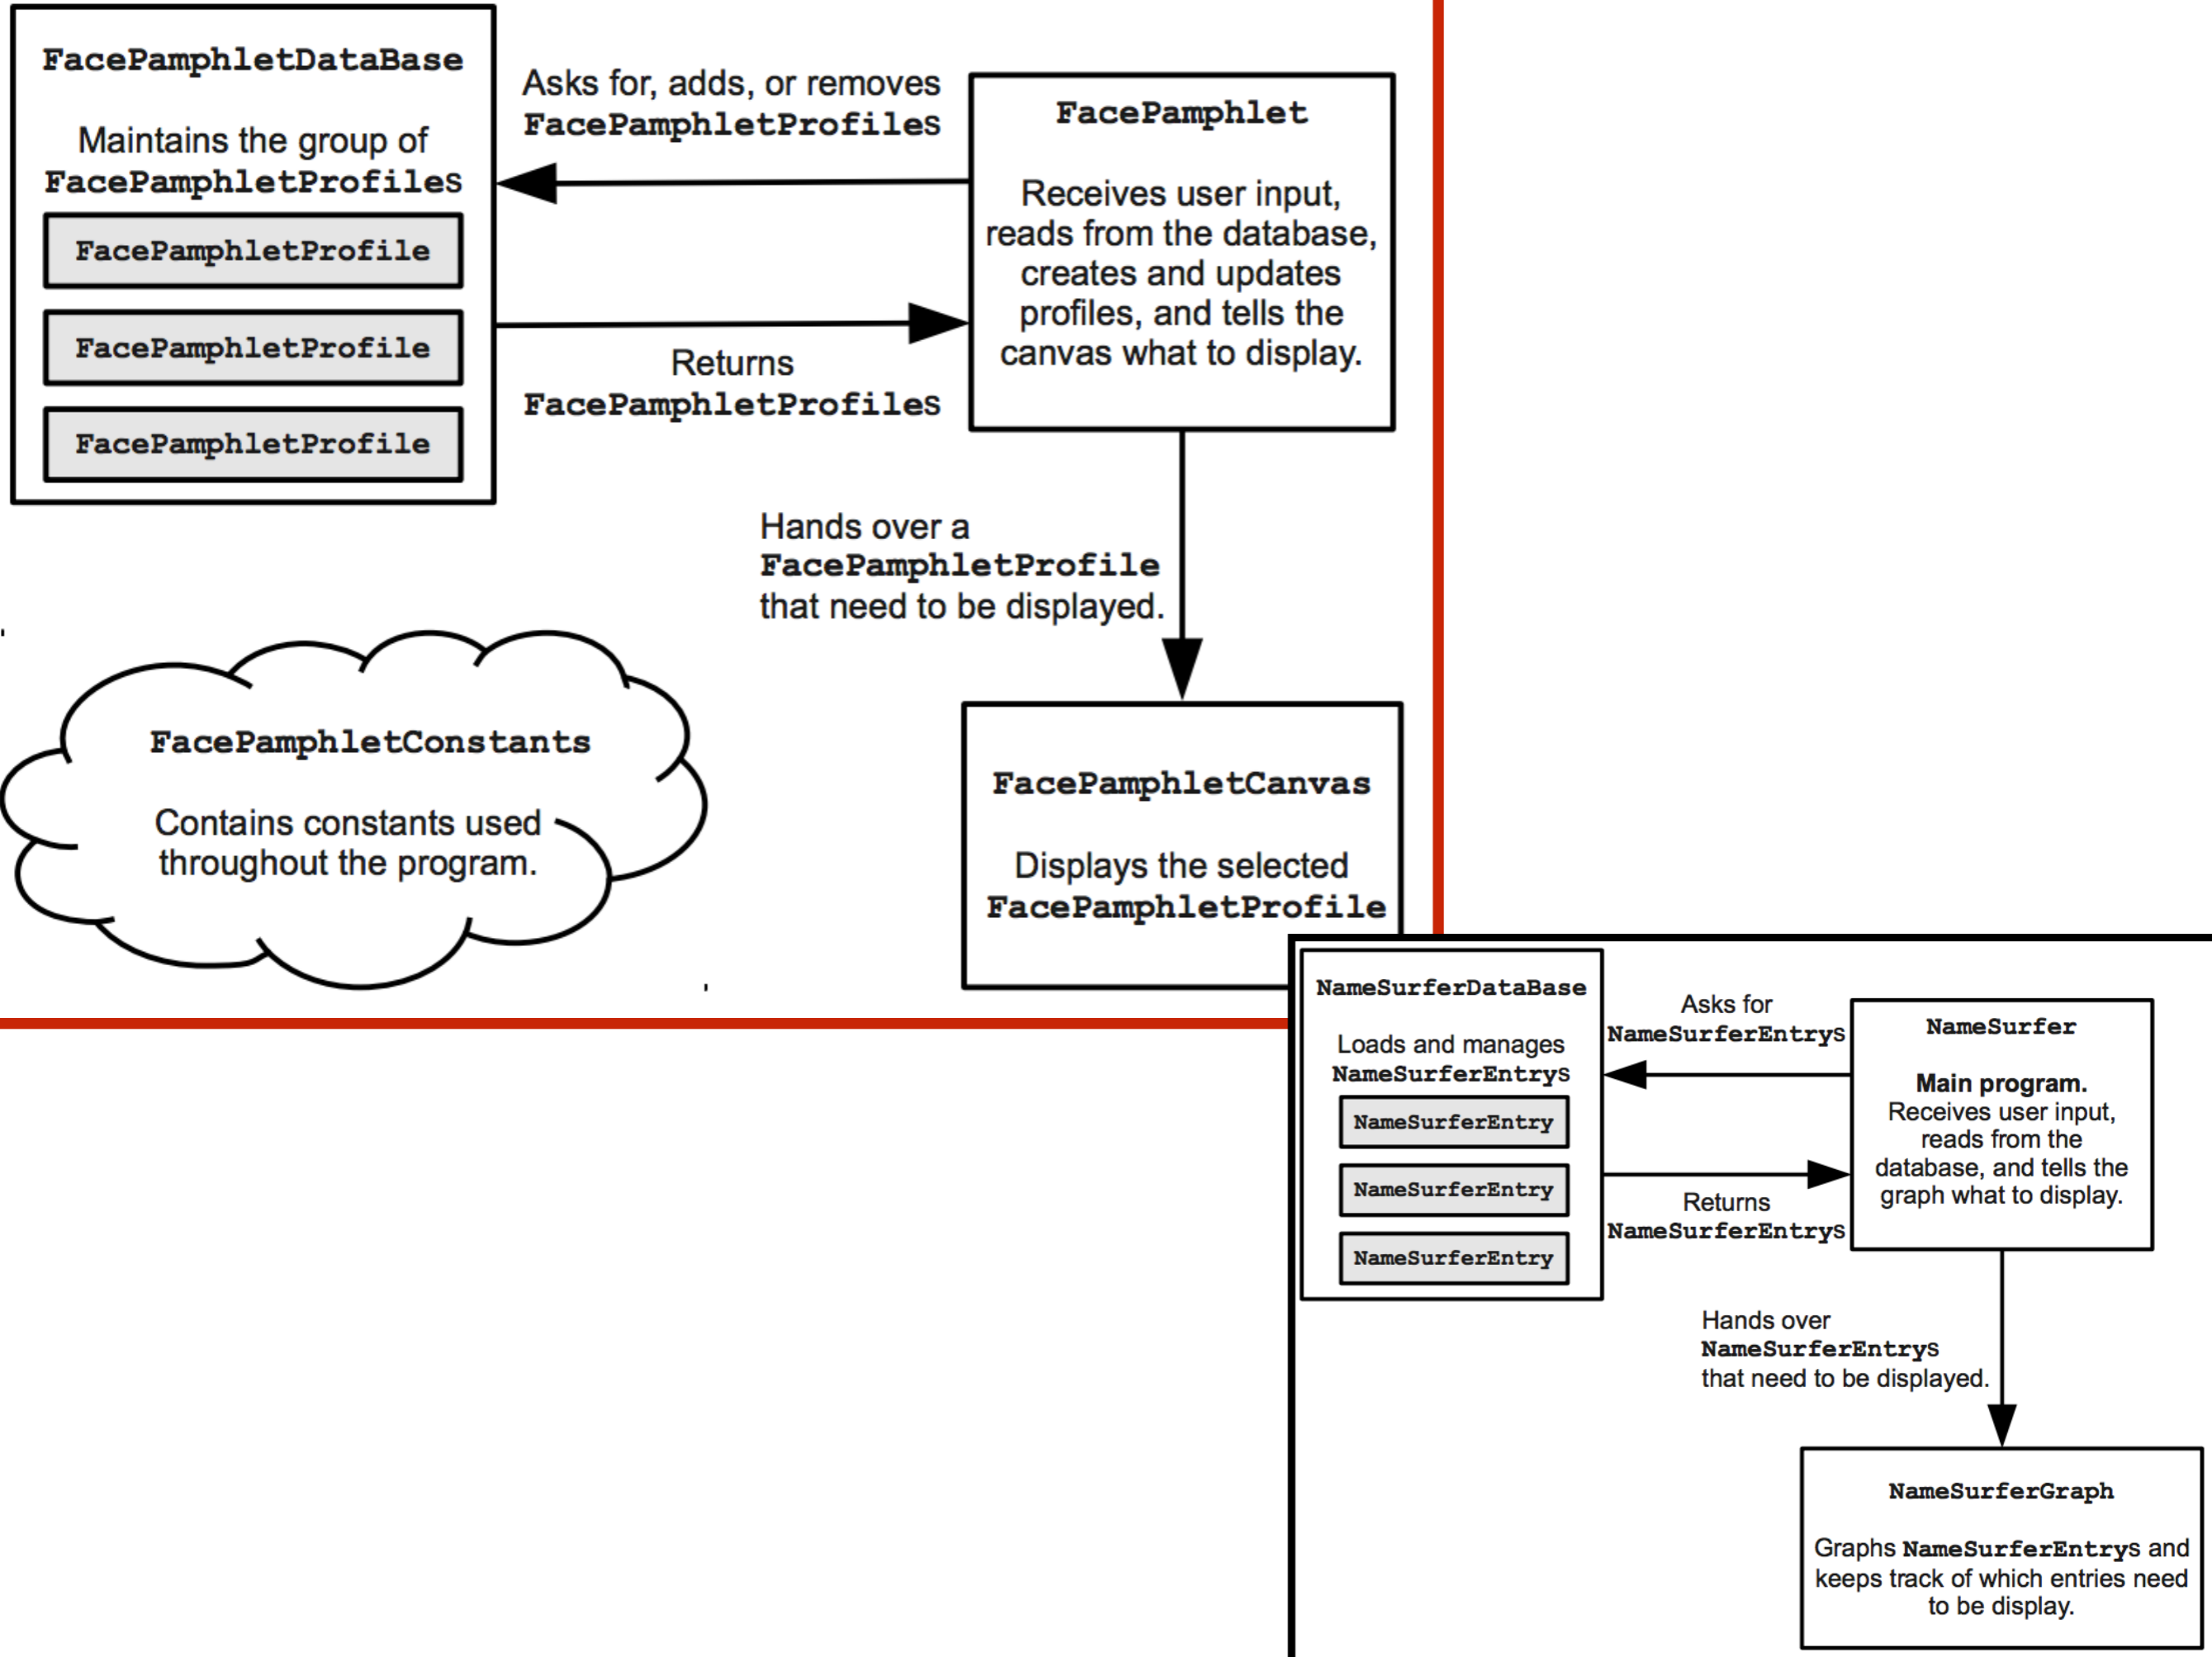 FacePamphletDataBase
Maintains the group of
FacePamphletProfiles
FacePamphletProfile
FacePamphletProfile
FacePamphletProfile
Asks for, adds, or removes
FacePamphletProfiles
Returns
FacePamphletProfiles
FacePamphlet
Receives user input,
reads from the database,
creates and updates
profiles, and tells the
canvas what to display.
Hands over a
FacePamphletProfile
that need to be displayed.
FacePamphletConstants
Contains constants used
throughout the program.
FacePamphletCanvas
Displays the selected
FacePamphletProfile
NameSurferDataBase
Loads and manages
NameSurferEntrys
NameSurferEntry
NameSurferEntry
NameSurferEntry
Asks for
NameSurferEntrys
Returns
NameSurferEntrys
NameSurfer
Main program.
Receives user input,
reads from the
database, and tells the
graph what to display.
Hands over
NameSurferEntrys
that need to be displayed.
NameSurferGraph
Graphs NameSurferEntrys and
keeps track of which entries need
to be display.